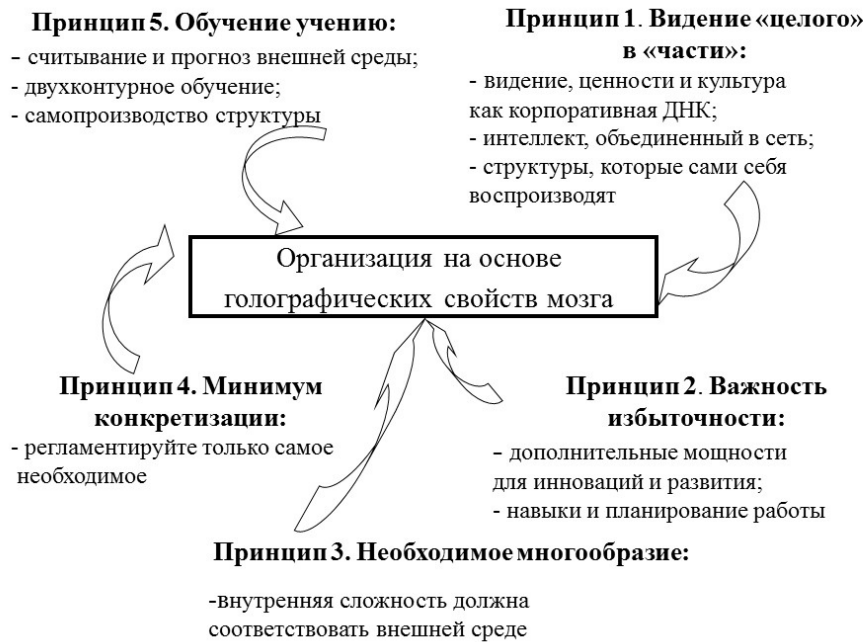 Принцип 5. Обучение учению:
- считывание и прогноз внешней среды;
- двухконтурное обучение;
- самопроизводство структуры
Принцип 1. Видение «целого»
в «части»:
- видение, ценности и культура
как корпоративная ДНК;
- интеллект, объединенный в сеть;
- структуры, которые сами себя
воспроизводят
Организация на основе
голографических свойств мозга
Принцип 4. Минимум
конкретизации:
- регламентируйте только самое
необходимое
Принцип 2. Важность
избыточности:
- дополнительные мощности
для инноваций и развития;
- навыки и планирование работы
Принцип 3. Необходимое многообразие:
-внутренняя сложность должна
соответствовать внешней среде